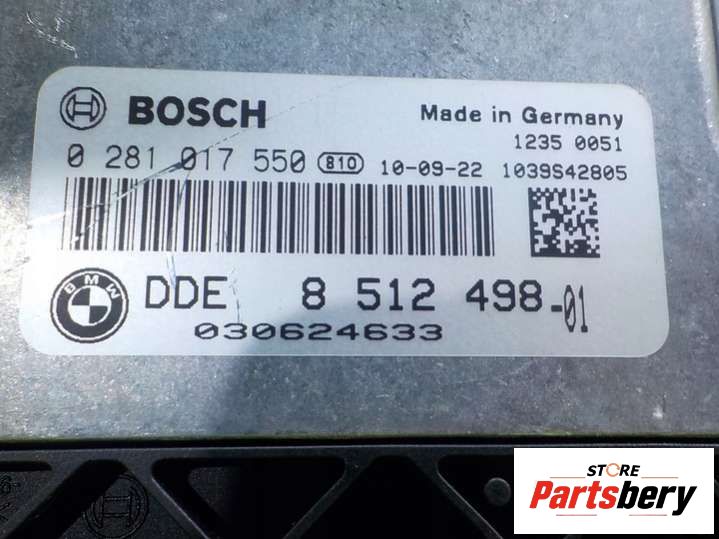 BOSCH
Made in Germany
1235 0051
0 281 017 550 810 10-09-22 1039S42805
BMW
DDE 8 512 498-01
030624633
STORE
Partsbery